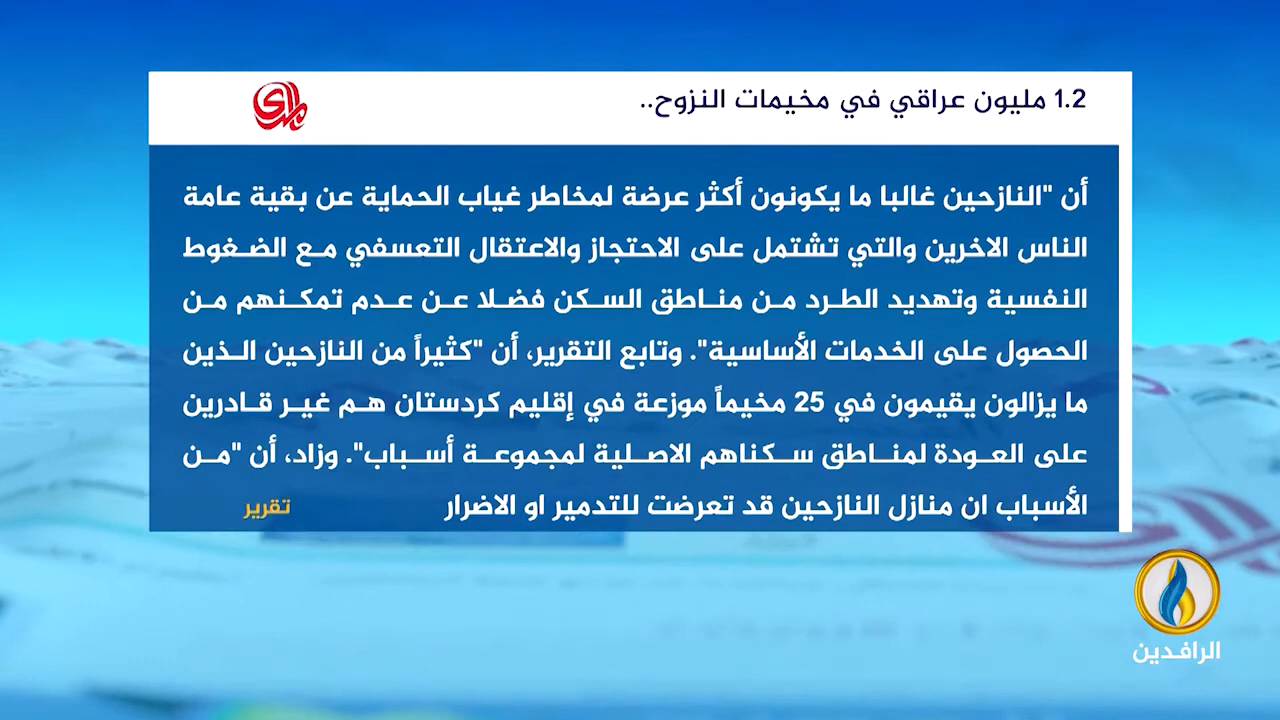 1.2 مليون عراقي في مخيمات النزوح..
المدى
أن "النازحين غالبا ما يكونون أكثر عرضة لمخاطر غياب الحماية عن بقية عامة
الناس الاخرين والتي تشتمل على الاحتجاز والاعتقال التعسفي مع الضغوط
النفسية وتهديد الطرد من مناطق السكن فضلا عن عدم تمكنهم من
الحصول على الخدمات الأساسية". وتابع التقرير، أن "كثيراً من النازحين الذين
ما يزالون يقيمون في 25 مخيماً موزعة في إقليم كردستان هم غير قادرين
على العودة لمناطق سكناهم الاصلية لمجموعة أسباب". وزاد، أن "من
الأسباب ان منازل النازحين قد تعرضت للتدمير او الاضرار
تقرير
الرافدين